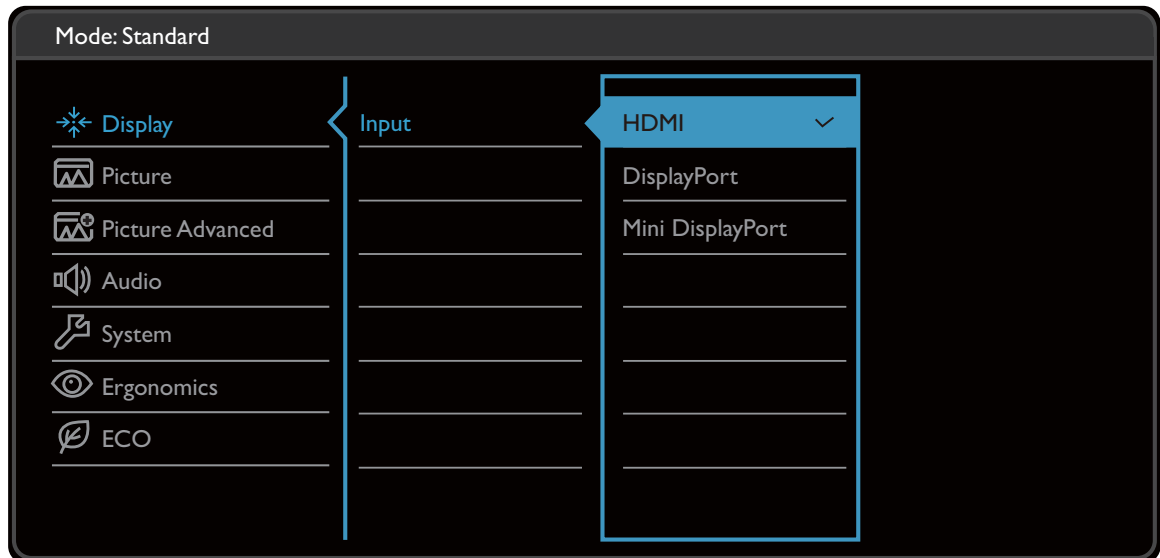 Mode: Standard
Display
Input
HDMI
Picture
DisplayPort
Picture Advanced
Mini DisplayPort
Audio
System
Ergonomics
ECO